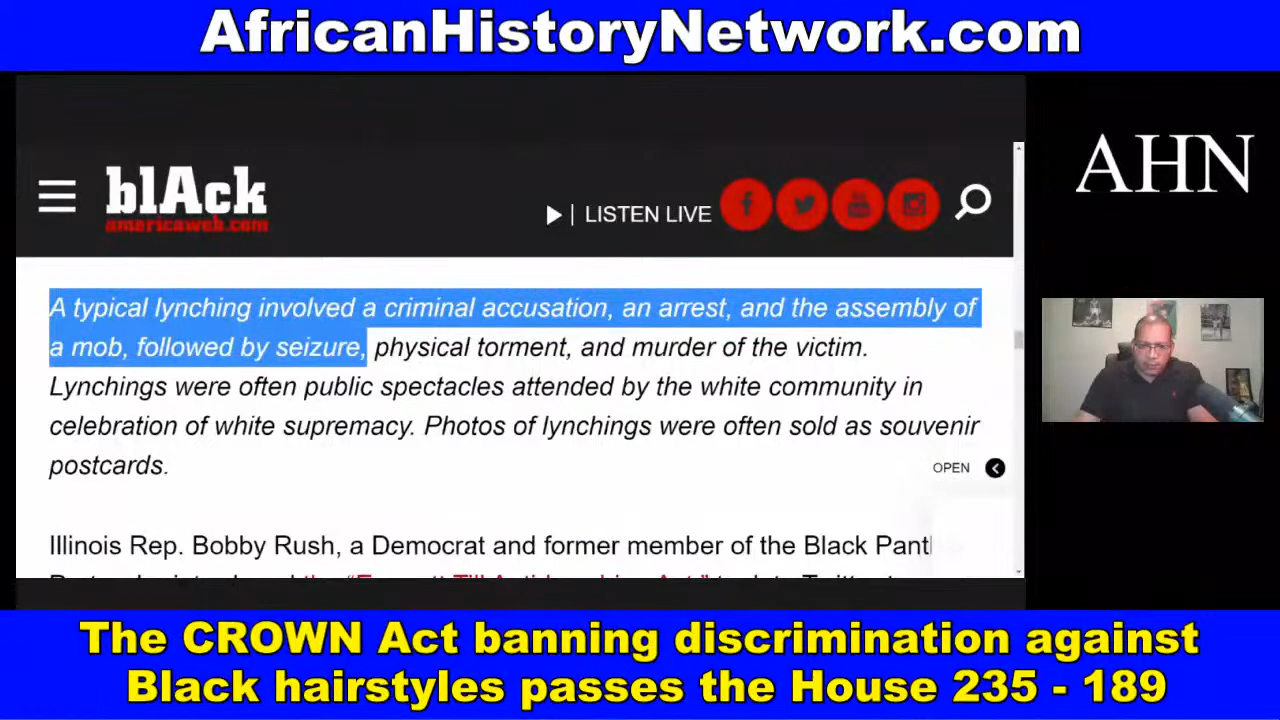 AfricanHistoryNetwork.com
blAck
americaweb.com
LISTEN LIVE
AHN
A typical lynching involved a criminal accusation, an arrest, and the assembly of
a mob, followed by seizure, physical torment, and murder of the victim.
Lynchings were often public spectacles attended by the white community in
celebration of white supremacy. Photos of lynchings were often sold as souvenir
postcards.
OPEN
Illinois Rep. Bobby Rush, a Democrat and former member of the Black
The CROWN Act banning discrimination against
Black hairstyles passes the House 235 - 189